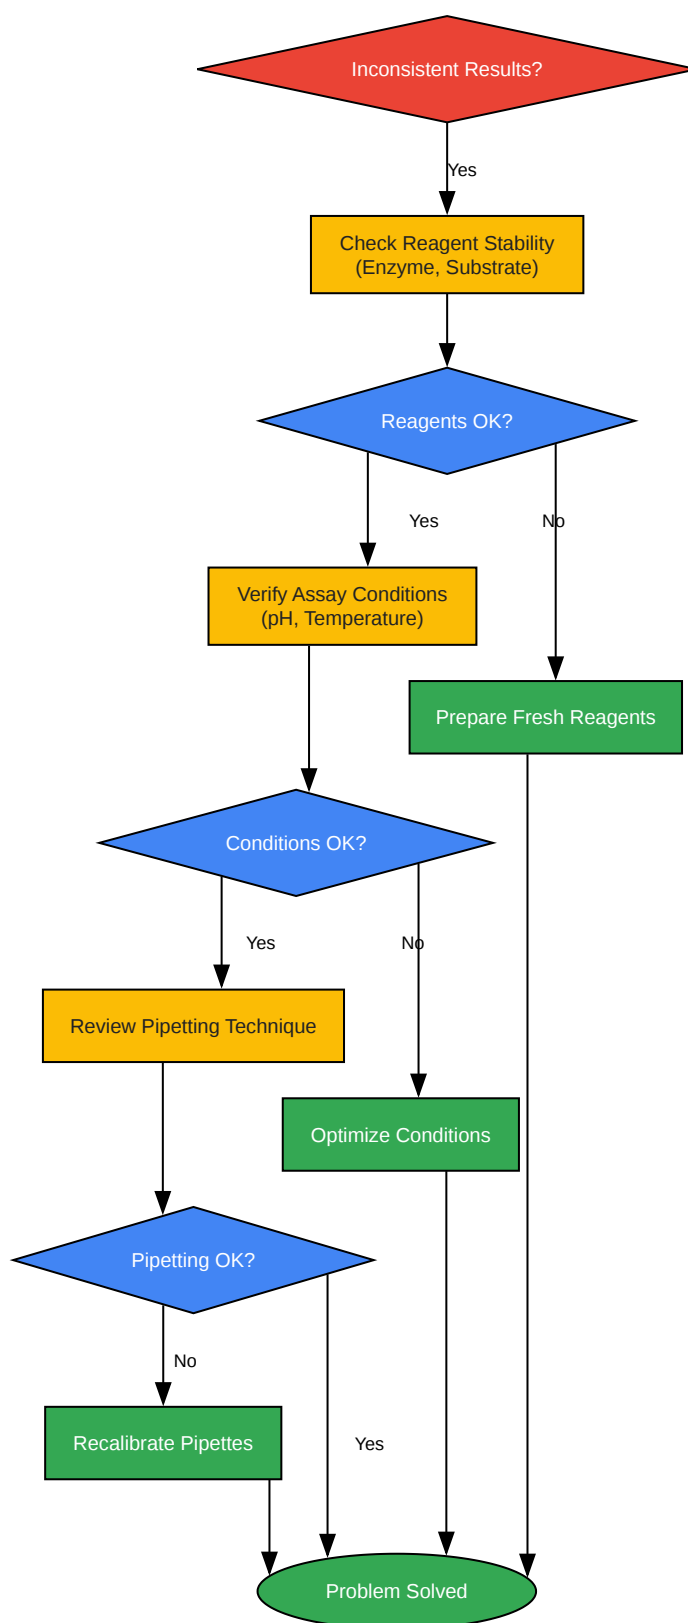 Inconsistent Results?
Yes
Check Reagent Stability
(Enzyme, Substrate)
Reagents OK?
Yes
No
Verify Assay Conditions
(pH, Temperature)
Prepare Fresh Reagents
Conditions OK?
Yes
No
Review Pipetting Technique
Optimize Conditions
Pipetting OK?
No
Recalibrate Pipettes
Yes
Problem Solved